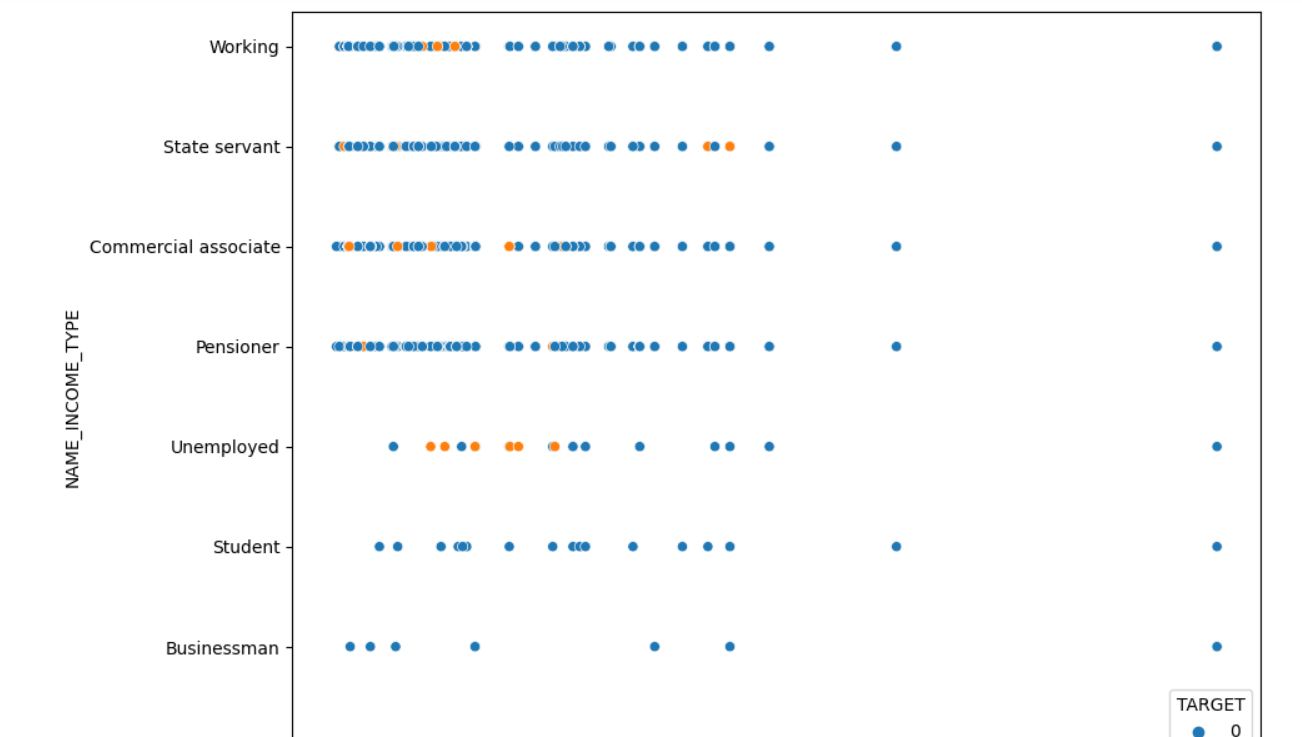 Working
State servant
Commercial associate
Pensioner
Unemployed
Student
Businessman
NAME_INCOME_TYPE
TARGET
0